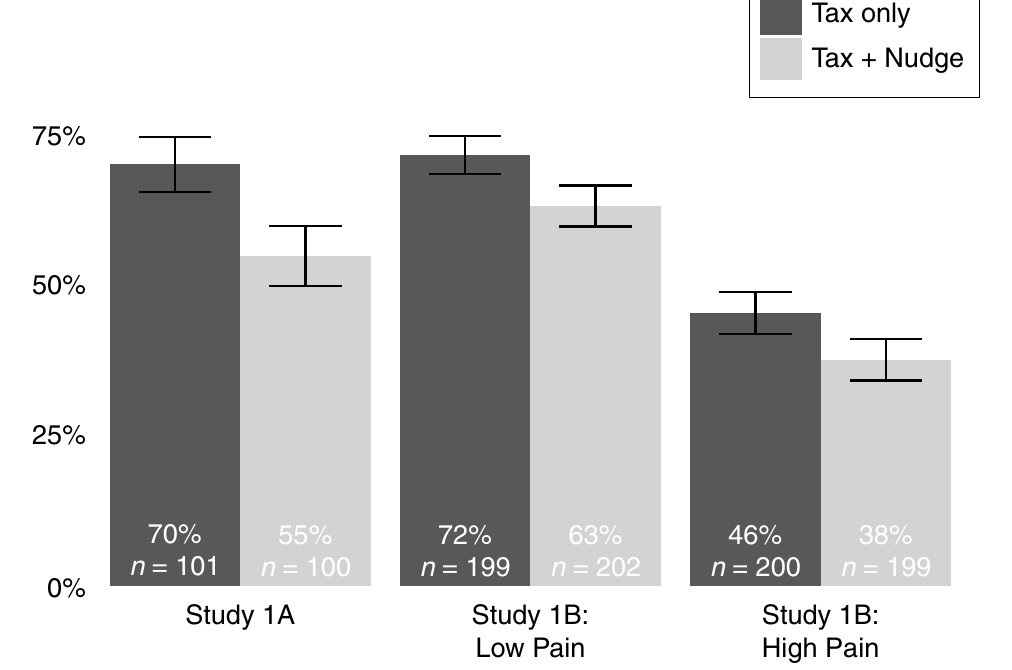 Tax only
Tax + Nudge
75%
50%
25%
0%
70%
n = 101
55%
n = 100
72%
n = 199
63%
n = 202
46%
n = 200
38%
n = 199
Study 1A
Study 1B:
Low Pain
Study 1B:
High Pain